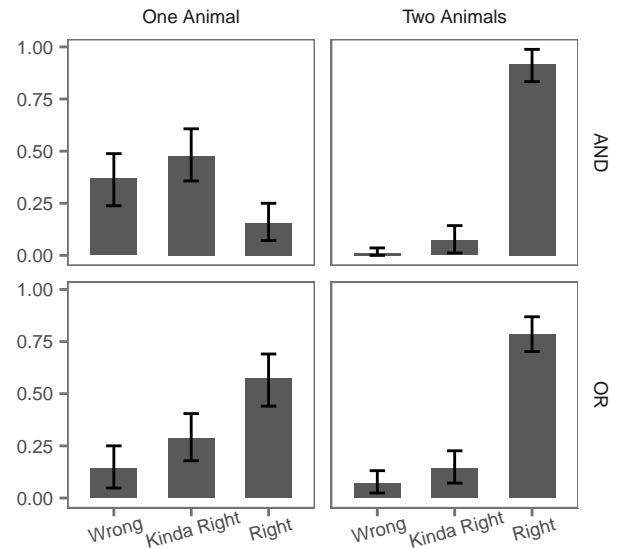 One Animal Two Animals
1.00
0.75
0.50
0.25
0.00
AND
1.00
0.75
0.50
0.25
0.00
OR
Wrong Kinda Right Right Wrong Kinda Right Right